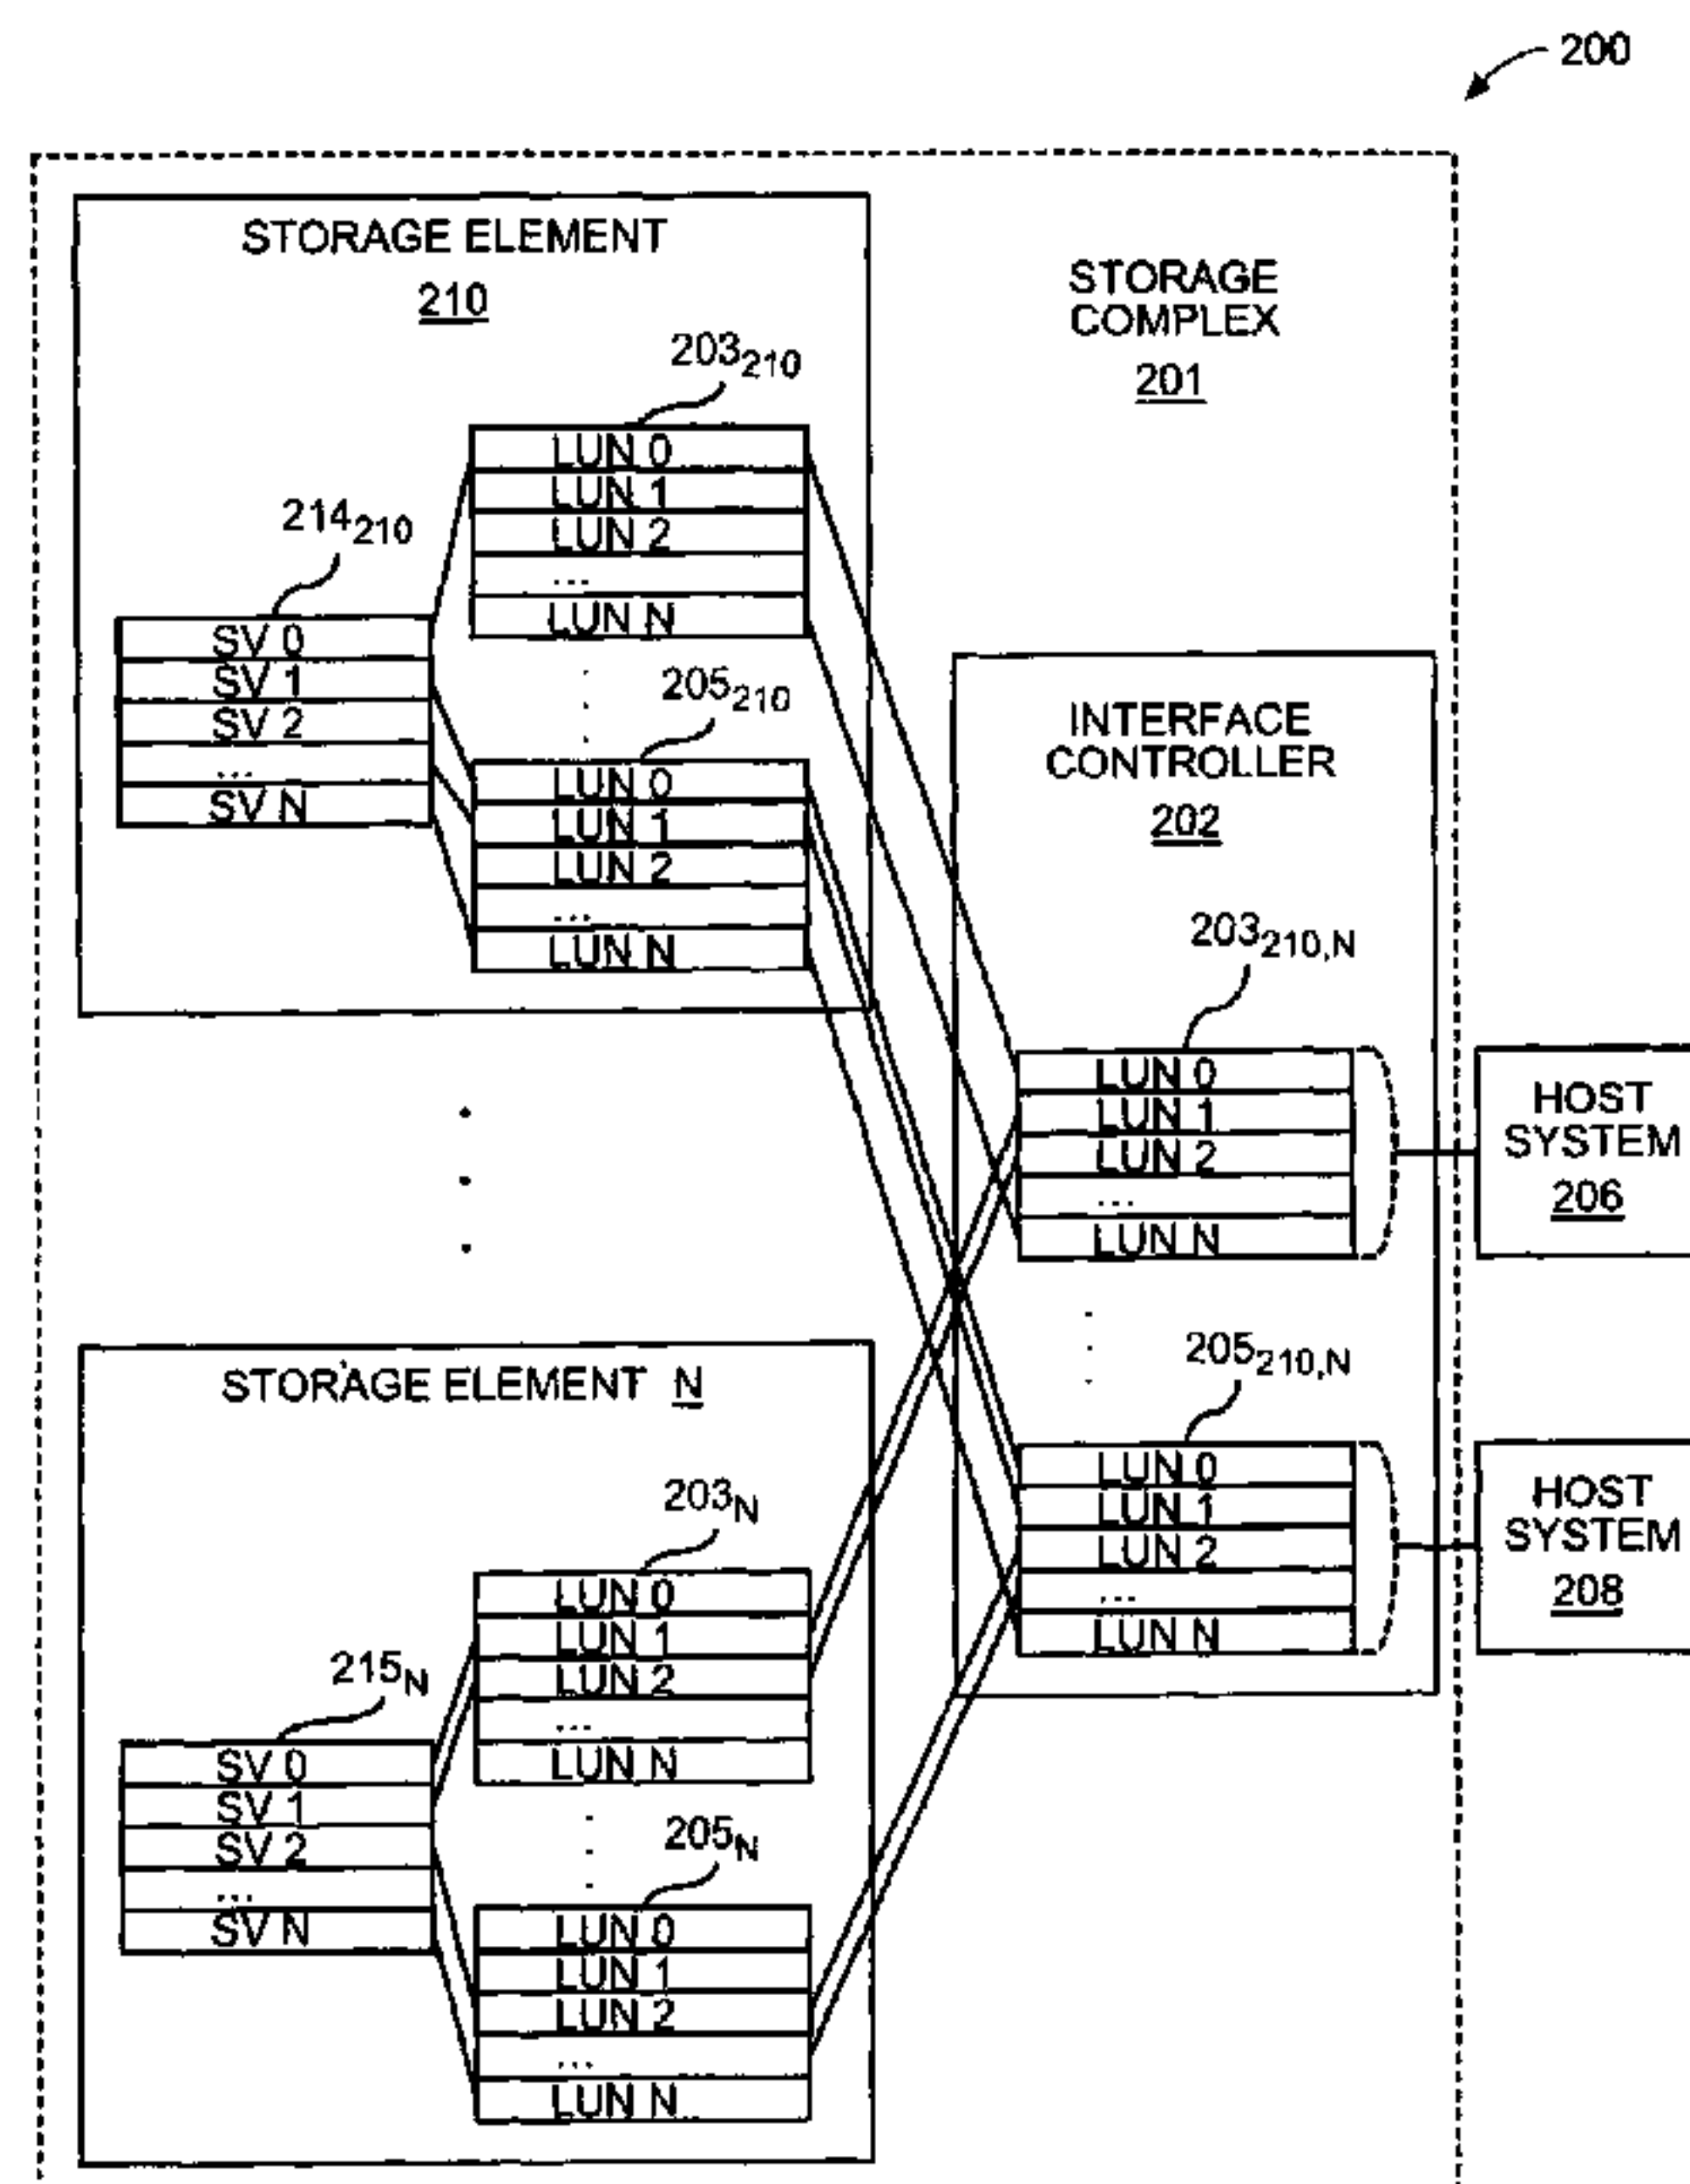 200
STORAGE ELEMENT
210
STORAGE
COMPLEX
201
203210
LUN 0
LUN 1
LUN 2
...
LUN N
214210
SV 0
SV 1
SV 2
...
SV N
205210
LUN 0
LUN 1
LUN 2
...
LUN N
INTERFACE
CONTROLLER
202
203210,N
LUN 0
LUN 1
LUN 2
...
LUN N
HOST
SYSTEM
206
205210,N
LUN 0
LUN 1
LUN 2
...
LUN N
HOST
SYSTEM
208
STORAGE ELEMENT N
203N
LUN 0
LUN 1
LUN 2
...
LUN N
215N
SV 0
SV 1
SV 2
...
SV N
205N
LUN 0
LUN 1
LUN 2
...
LUN N